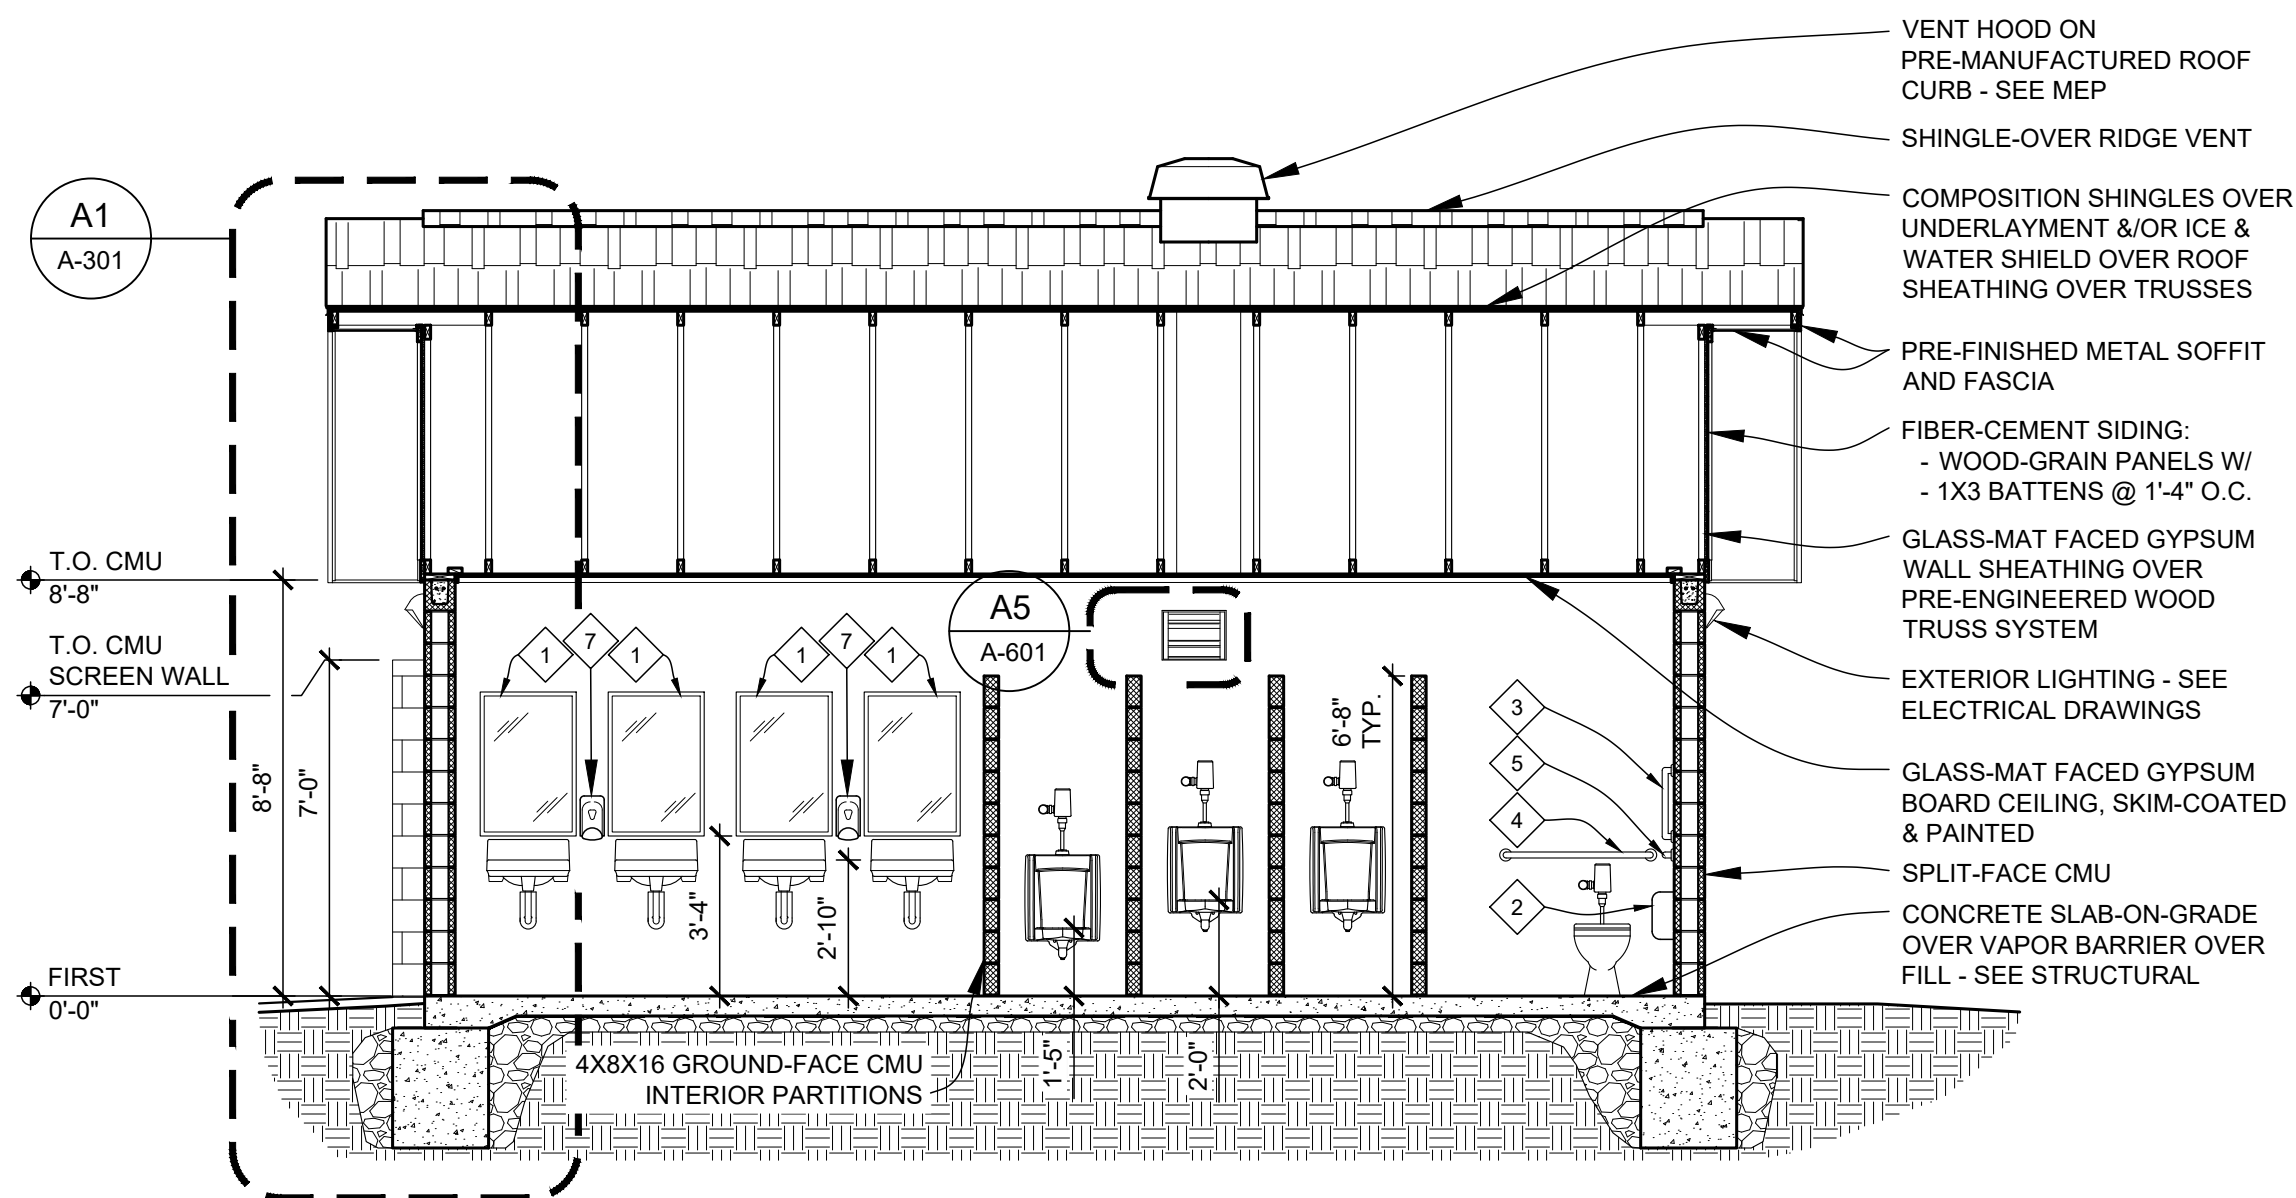 VENT HOOD ON
PRE-MANUFACTURED ROOF
CURB - SEE MEP
SHINGLE-OVER RIDGE VENT
COMPOSITION SHINGLES OVER
UNDERLAYMENT &/OR ICE &
WATER SHIELD OVER ROOF
SHEATHING OVER TRUSSES
PRE-FINISHED METAL SOFFIT
AND FASCIA
FIBER-CEMENT SIDING:
- WOOD-GRAIN PANELS W/
- 1X3 BATTENS @ 1'-4" O.C.
GLASS-MAT FACED GYPSUM
WALL SHEATHING OVER
PRE-ENGINEERED WOOD
TRUSS SYSTEM
EXTERIOR LIGHTING - SEE
ELECTRICAL DRAWINGS
GLASS-MAT FACED GYPSUM
BOARD CEILING, SKIM-COATED
& PAINTED
SPLIT-FACE CMU
CONCRETE SLAB-ON-GRADE
OVER VAPOR BARRIER OVER
FILL - SEE STRUCTURAL
A1
A-301
T.O. CMU
8'-8"
T.O. CMU
SCREEN WALL
7'-0"
FIRST
0'-0"
8'-8"
7'-0"
1
7
1
1
7
1
A5
A-601
3'-4"
2'-10"
1'-5"
2'-0"
6'-8"
TYP.
3
5
4
2
4X8X16 GROUND-FACE CMU
INTERIOR PARTITIONS